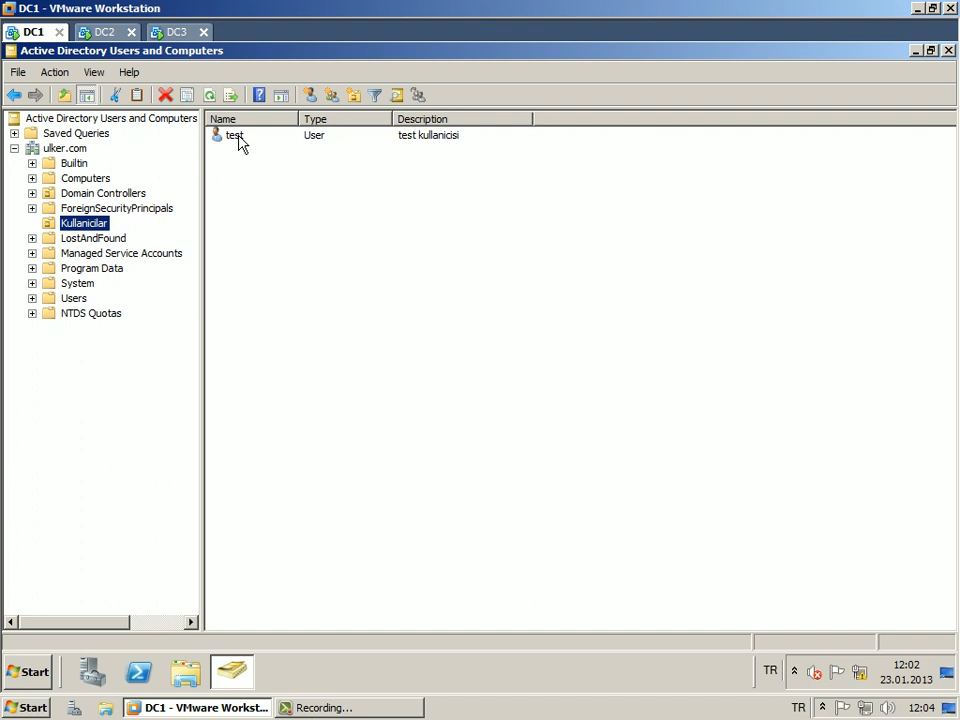 DC1 - VMware Workstation
DC1 DC2 DC3
Active Directory Users and Computers
File Action View Help
Active Directory Users and Computers
Saved Queries
ulker.com
Builtin
Computers
Domain Controllers
ForeignSecurityPrincipals
Kullanicilar
LostAndFound
Managed Service Accounts
Program Data
System
Users
NTDS Quotas
Name Type Description
test User test kullanicisi
Start TR 12:02
23.01.2013
Start DC1 - VMware Workst... Recording... TR 12:04